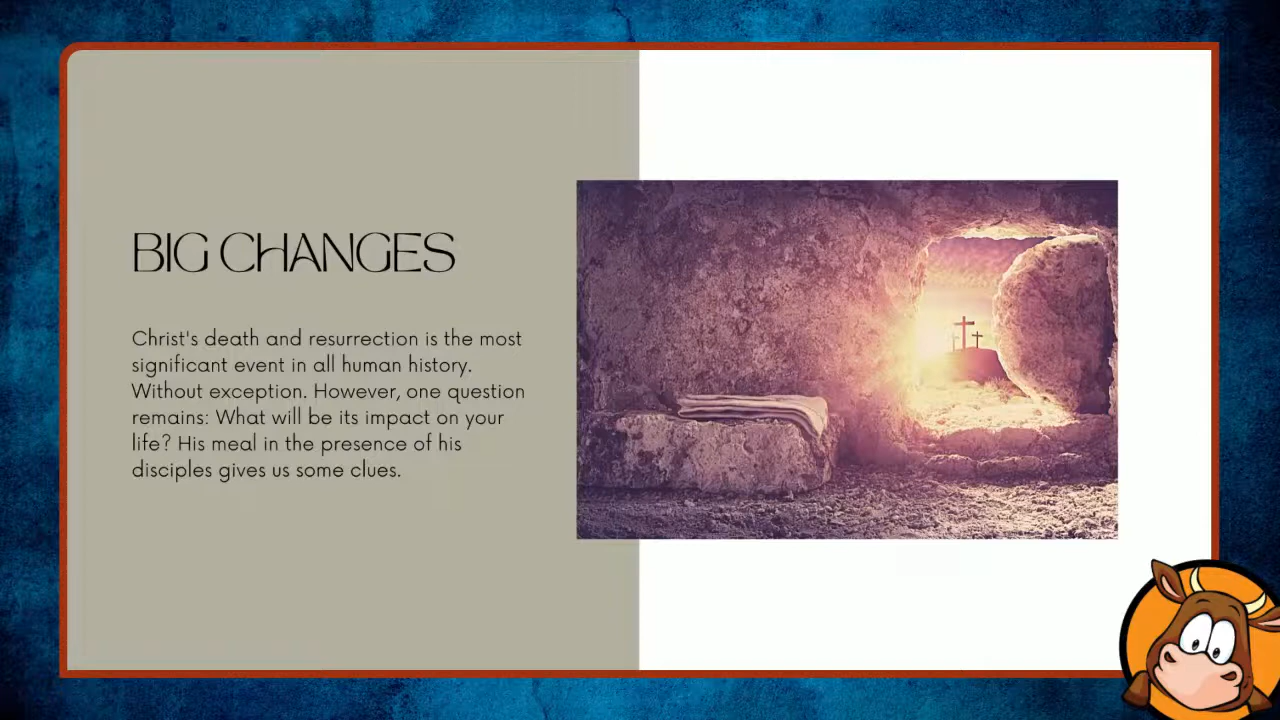 BIG CHANGES
Christ's death and resurrection is the most
significant event in all human history.
Without exception. However, one question
remains: What will be its impact on your
life? His meal in the presence of his
disciples gives us some clues.